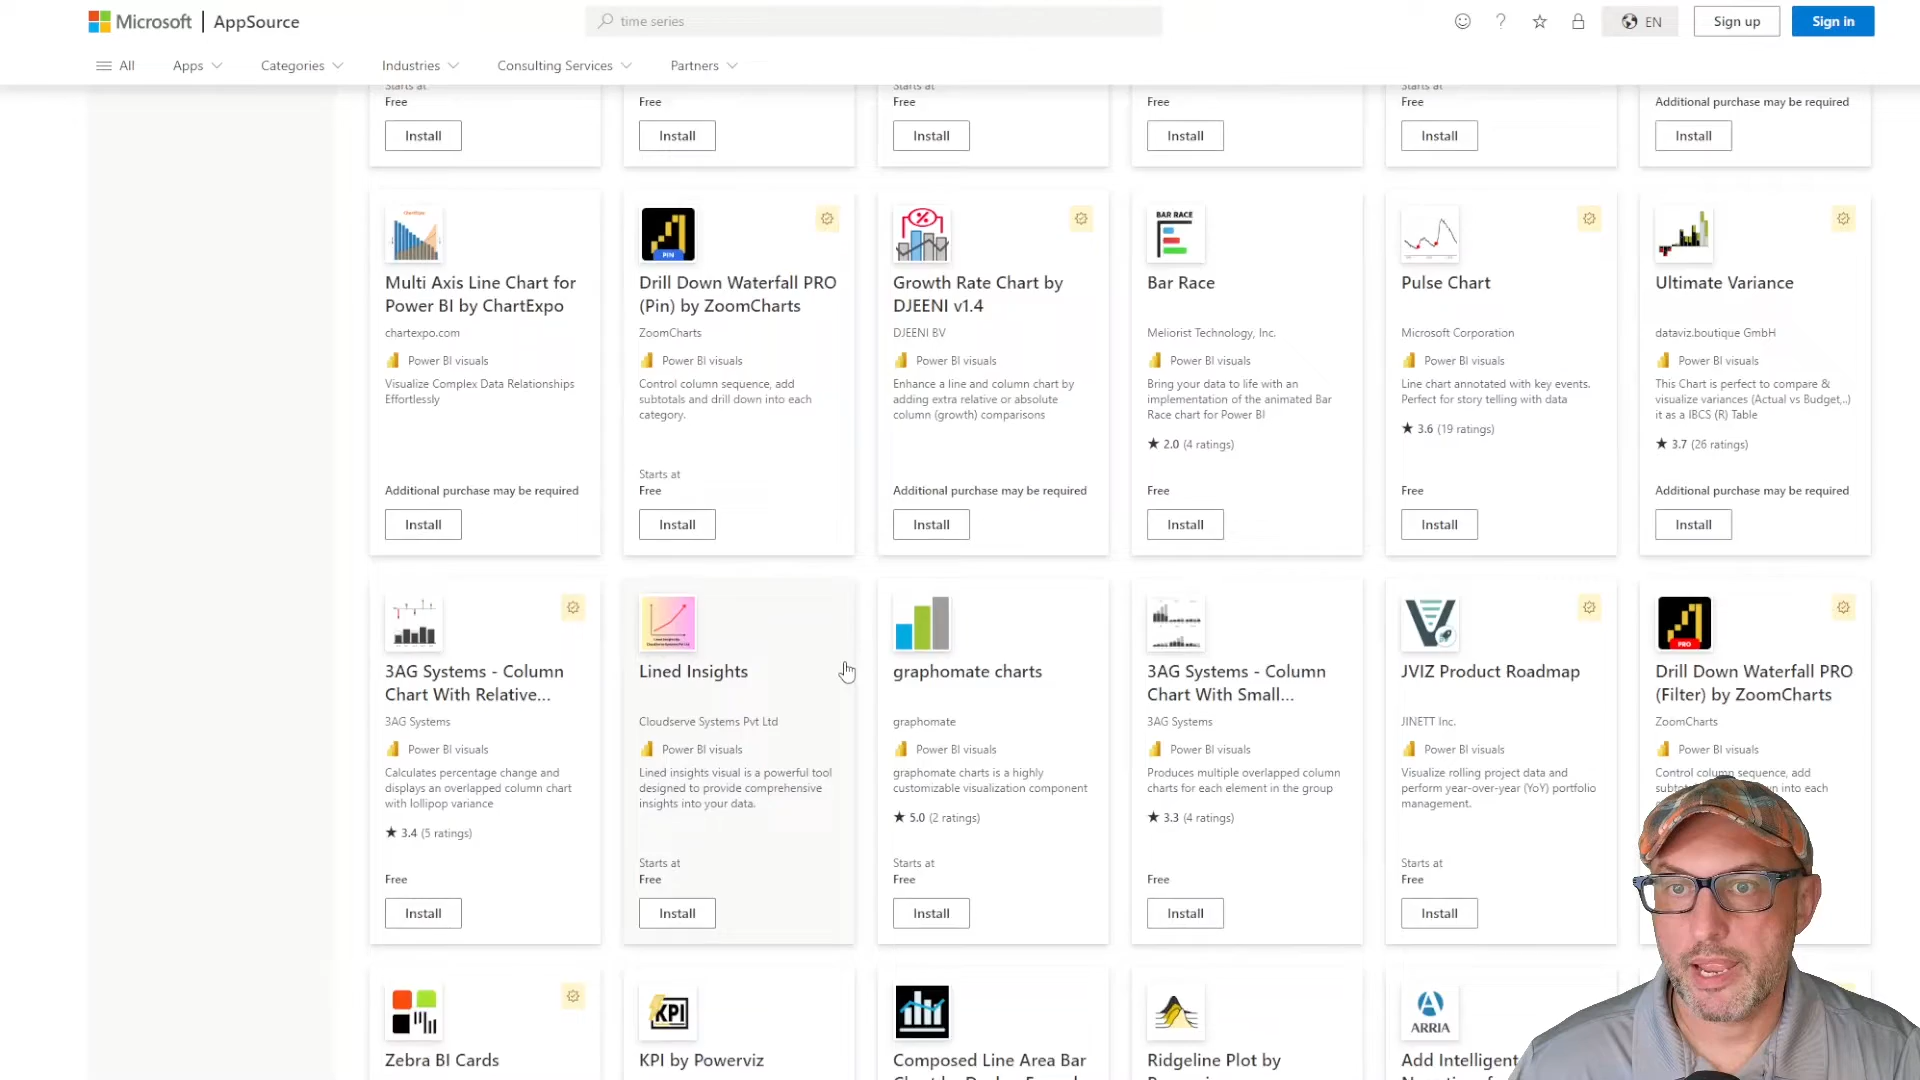 Microsoft | AppSource
time series
EN
Sign up
Sign in
All
Apps
Categories
Industries
Consulting Services
Partners
Starts at
Free
Install
Free
Install
Starts at
Free
Install
Free
Install
Starts at
Free
Install
Additional purchase may be required
Install
ChartExpo
Multi Axis Line Chart for
Power BI by ChartExpo
chartexpo.com
Power BI visuals
Visualize Complex Data Relationships
Effortlessly
Additional purchase may be required
Install
PIN
Drill Down Waterfall PRO
(Pin) by ZoomCharts
ZoomCharts
Power BI visuals
Control column sequence, add
subtotals and drill down into each
category.
Starts at
Free
Install
Growth Rate Chart by
DJEENI v1.4
DJEENI BV
Power BI visuals
Enhance a line and column chart by
adding extra relative or absolute
column (growth) comparisons
Additional purchase may be required
Install
BAR RACE
Bar Race
Meliorist Technology, Inc.
Power BI visuals
Bring your data to life with an
implementation of the animated Bar
Race chart for Power BI
★ 2.0 (4 ratings)
Free
Install
Pulse Chart
Microsoft Corporation
Power BI visuals
Line chart annotated with key events.
Perfect for story telling with data
★ 3.6 (19 ratings)
Free
Install
Ultimate Variance
dataviz.boutique GmbH
Power BI visuals
This Chart is perfect to compare &
visualize variances (Actual vs Budget,..)
it as a IBCS (R) Table
★ 3.7 (26 ratings)
Additional purchase may be required
Install
3AG Systems - Column
Chart With Relative...
3AG Systems
Power BI visuals
Calculates percentage change and
displays an overlapped column chart
with lollipop variance
★ 3.4 (5 ratings)
Free
Install
Lined Insights
Cloudserve Systems Pvt Ltd
Power BI visuals
Lined insights visual is a powerful tool
designed to provide comprehensive
insights into your data.
Starts at
Free
Install
graphomate charts
graphomate
Power BI visuals
graphomate charts is a highly
customizable visualization component
★ 5.0 (2 ratings)
Starts at
Free
Install
3AG Systems - Column
Chart With Small...
3AG Systems
Power BI visuals
Produces multiple overlapped column
charts for each element in the group
★ 3.3 (4 ratings)
Free
Install
JVIZ Product Roadmap
JINETT Inc.
Power BI visuals
Visualize rolling project data and
perform year-over-year (YoY) portfolio
management.
Starts at
Free
Install
PRO
Drill Down Waterfall PRO
(Filter) by ZoomCharts
ZoomCharts
Power BI visuals
Control column sequence, add
into each
Zebra BI Cards
KPI
KPI by Powerviz
Composed Line Area Bar
Ridgeline Plot by
ARRIA
Add Intelligent